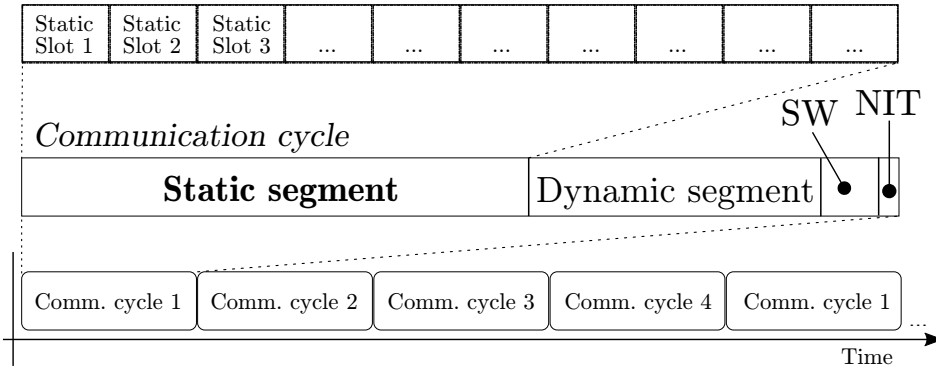 Static Slot 1
Static Slot 2
Static Slot 3
...
...
...
...
...
...
...
SW
NIT
Communication cycle
Static segment
Dynamic segment
Comm. cycle 1
Comm. cycle 2
Comm. cycle 3
Comm. cycle 4
Comm. cycle 1
...
Time